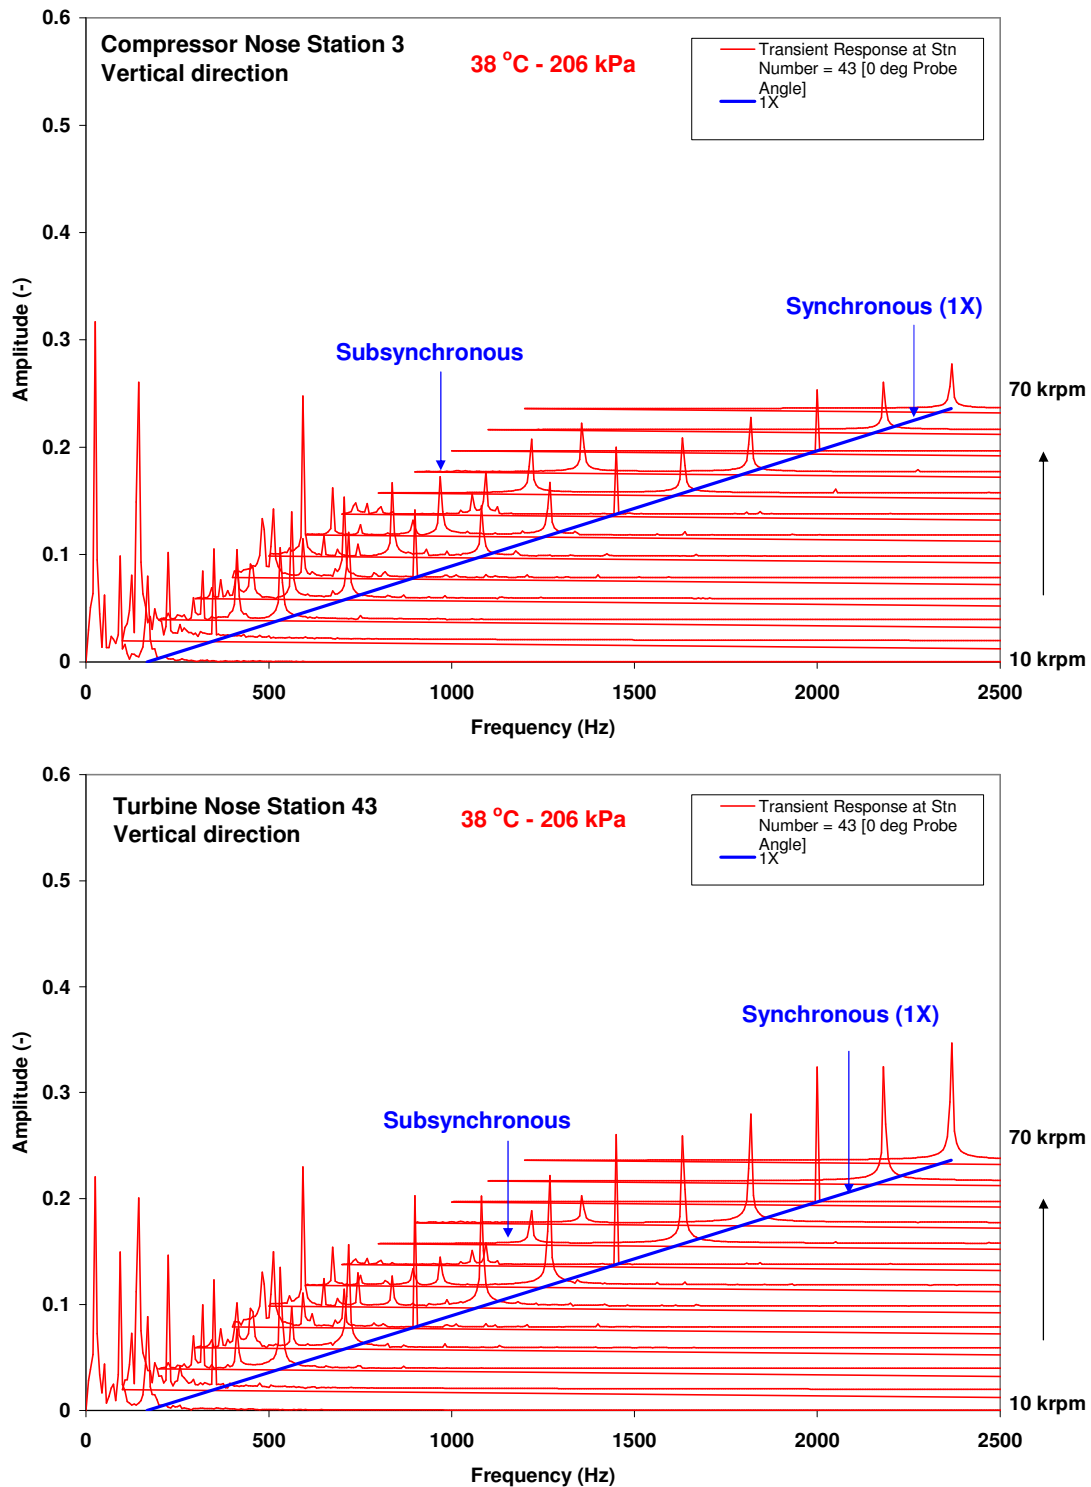 Compressor Nose Station 3
Vertical direction
38 °C - 206 kPa
Transient Response at Stn
Number = 43 [0 deg Probe
Angle]
1X
0.6
0.5
0.4
0.3
0.2
0.1
0
Amplitude (-)
Synchronous (1X)
Subsynchronous
70 krpm
10 krpm
0
500
1000
1500
2000
2500
Frequency (Hz)
Turbine Nose Station 43
Vertical direction
38 °C - 206 kPa
Transient Response at Stn
Number = 43 [0 deg Probe
Angle]
1X
0.6
0.5
0.4
0.3
0.2
0.1
0
Amplitude (-)
Synchronous (1X)
Subsynchronous
70 krpm
10 krpm
0
500
1000
1500
2000
2500
Frequency (Hz)